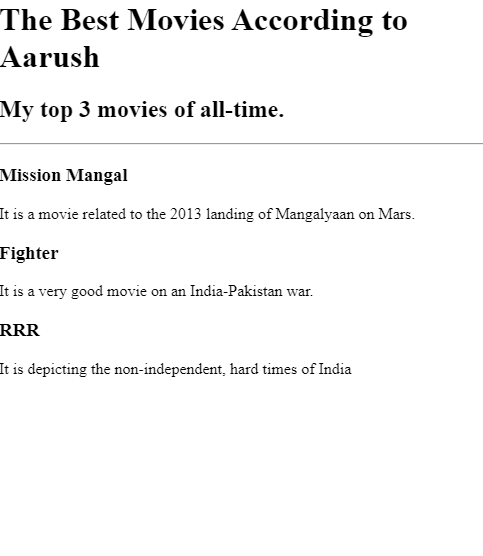 The Best Movies According to
Aarush
My top 3 movies of all-time.
Mission Mangal
It is a movie related to the 2013 landing of Mangalyaan on Mars.
Fighter
It is a very good movie on an India-Pakistan war.
RRR
It is depicting the non-independent, hard times of India